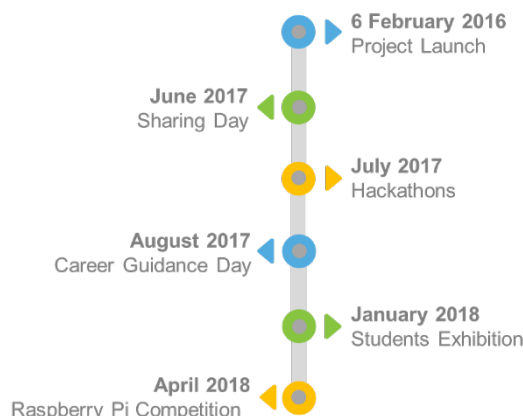 6 February 2016
Project Launch
June 2017
Sharing Day
July 2017
Hackathons
August 2017
Career Guidance Day
January 2018
Students Exhibition
April 2018
Raspberry Pi Competition